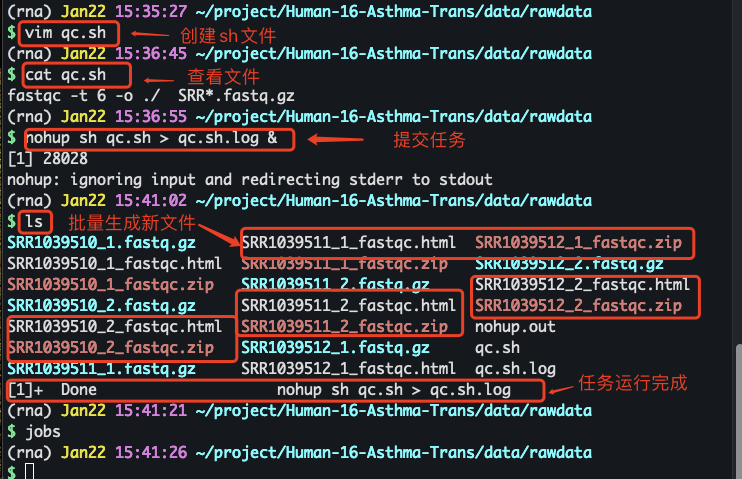 (rna) Jan22 15:35:27 ~/project/Human-16-Asthma-Trans/data/rawdata
$ vim qc.sh 创建sh文件
(rna) Jan22 15:36:45 ~/project/Human-16-Asthma-Trans/data/rawdata
$ cat qc.sh 查看文件
fastqc -t 6 -o ./  SRR*.fastq.gz
(rna) Jan22 15:36:55 ~/project/Human-16-Asthma-Trans/data/rawdata
$ nohup sh qc.sh > qc.sh.log & 提交任务
[1] 28028
nohup: ignoring input and redirecting stderr to stdout
(rna) Jan22 15:41:02 ~/project/Human-16-Asthma-Trans/data/rawdata
$ ls 批量生成新文件
SRR1039510_1.fastq.gz SRR1039511_1_fastqc.html SRR1039512_1_fastqc.zip
SRR1039510_1_fastqc.html SRR1039511_1_fastqc.zip SRR1039512_2.fastq.gz
SRR1039510_1_fastqc.zip SRR1039511_2.fastq.gz SRR1039512_2_fastqc.html
SRR1039510_2.fastq.gz SRR1039511_2_fastqc.html SRR1039512_2_fastqc.zip
SRR1039510_2_fastqc.html SRR1039511_2_fastqc.zip nohup.out
SRR1039510_2_fastqc.zip SRR1039512_1.fastq.gz qc.sh
SRR1039511_1.fastq.gz SRR1039512_1_fastqc.html qc.sh.log
[1]+  Done nohup sh qc.sh > qc.sh.log 任务运行完成
(rna) Jan22 15:41:21 ~/project/Human-16-Asthma-Trans/data/rawdata
$ jobs
(rna) Jan22 15:41:26 ~/project/Human-16-Asthma-Trans/data/rawdata
$